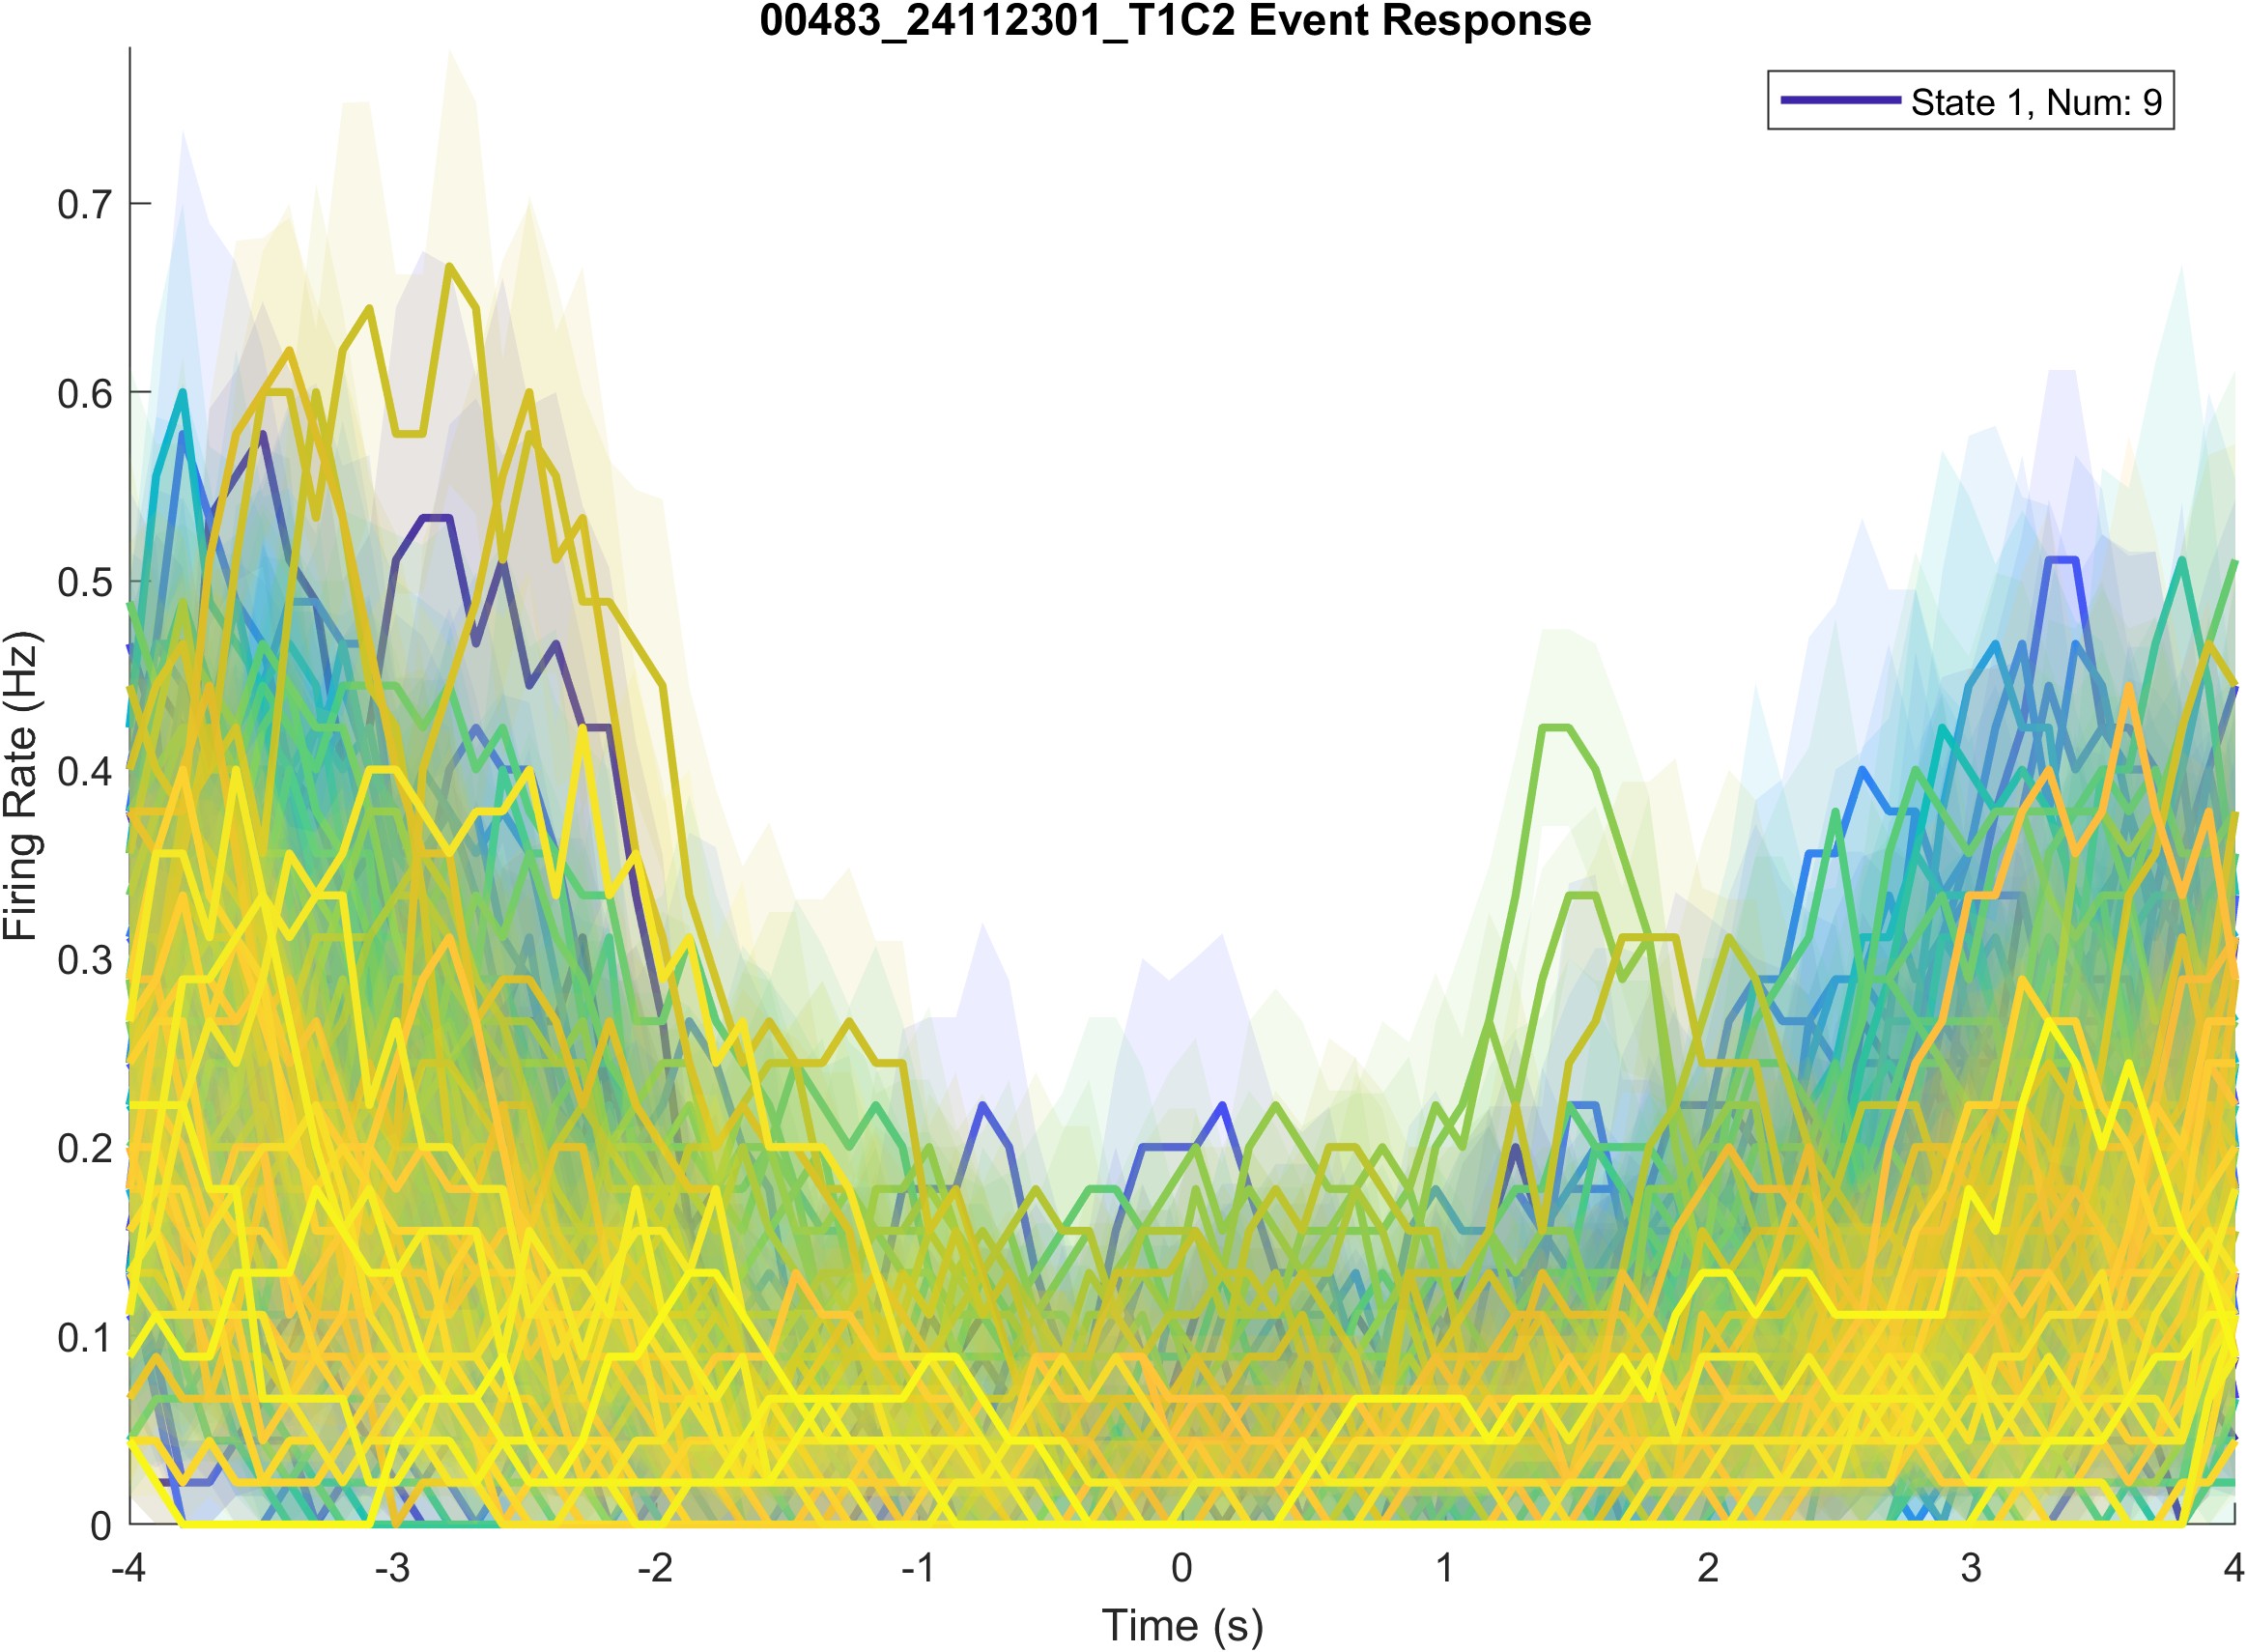 00483_24112301_T1C2 Event Response
State 1, Num: 9
0.7
0.6
0.5
0.4
0.3
0.2
0.1
0
Firing Rate (Hz)
-4 -3 -2 -1 0 1 2 3 4
Time (s)